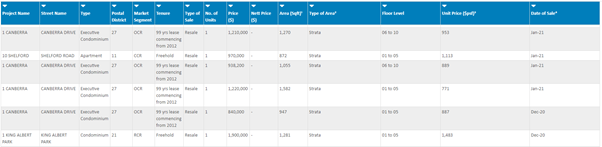 Project Name Street Name Type Postal District Market Segment Tenure Type of Sale No. of Units Price ($) Nett Price ($) Area (Sqft)² Type of Area³ Floor Level Unit Price ($psf)⁴ Date of Sale⁵
1 CANBERRA CANBERRA DRIVE Executive Condominium 27 OCR 99 yrs lease commencing from 2012 Resale 1 1,210,000 - 1,270 Strata 06 to 10 953 Jan-21
10 SHELFORD SHELFORD ROAD Apartment 11 CCR Freehold Resale 1 970,000 - 872 Strata 01 to 05 1,113 Jan-21
1 CANBERRA CANBERRA DRIVE Executive Condominium 27 OCR 99 yrs lease commencing from 2012 Resale 1 938,200 - 1,055 Strata 06 to 10 889 Jan-21
1 CANBERRA CANBERRA DRIVE Executive Condominium 27 OCR 99 yrs lease commencing from 2012 Resale 1 - Strata 01 to 05 771 Jan-21
1 CANBERRA CANBERRA DRIVE Executive Condominium 27 OCR 99 yrs lease commencing from 2012 Resale 1 840,000 - 947 Strata 01 to 05 887 Dec-20
1 KING ALBERT PARK KING ALBERT PARK Condominium 21 RCR Freehold Resale 1 1,900,000 - 1,281 Strata 01 to 05 1,483 Dec-20